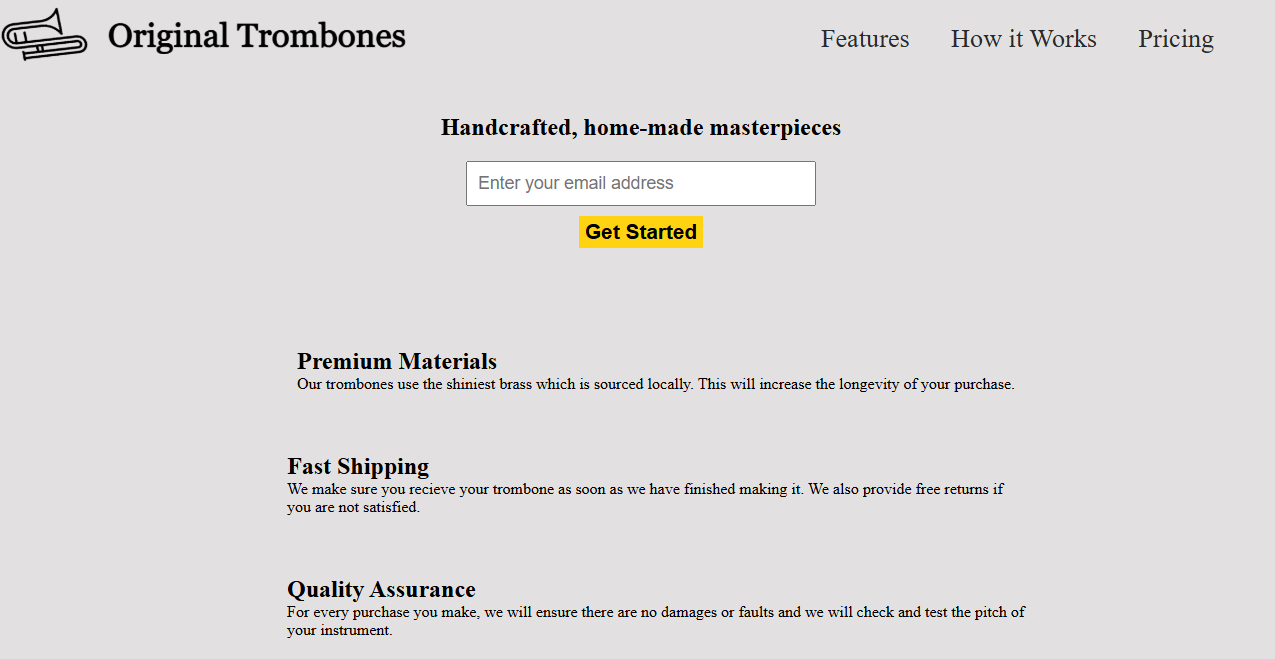 Original Trombones
Features How it Works Pricing
Handcrafted, home-made masterpieces
Enter your email address
Get Started
Premium Materials
Our trombones use the shiniest brass which is sourced locally. This will increase the longevity of your purchase.
Fast Shipping
We make sure you recieve your trombone as soon as we have finished making it. We also provide free returns if
you are not satisfied.
Quality Assurance
For every purchase you make, we will ensure there are no damages or faults and we will check and test the pitch of
your instrument.